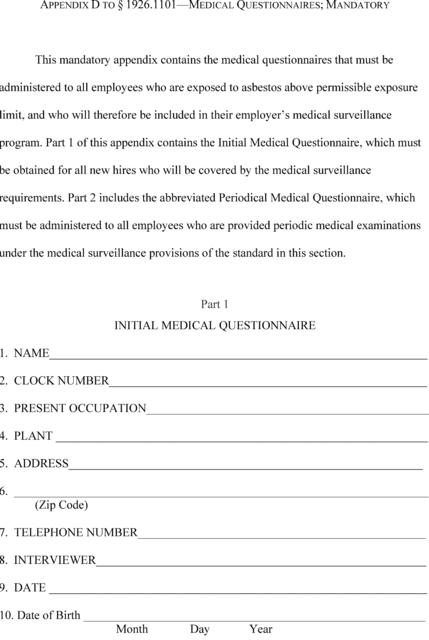 APPENDIX D TO § 1926.1101—MEDICAL QUESTIONNAIRES; MANDATORY
This mandatory appendix contains the medical questionnaires that must be
administered to all employees who are exposed to asbestos above permissible exposure
limit, and who will therefore be included in their employer's medical surveillance
program. Part 1 of this appendix contains the Initial Medical Questionnaire, which must
be obtained for all new hires who will be covered by the medical surveillance
requirements. Part 2 includes the abbreviated Periodical Medical Questionnaire, which
must be administered to all employees who are provided periodic medical examinations
under the medical surveillance provisions of the standard in this section.
Part 1
INITIAL MEDICAL QUESTIONNAIRE
1. NAME
2. CLOCK NUMBER
3. PRESENT OCCUPATION
4. PLANT
5. ADDRESS
6.
(Zip Code)
7. TELEPHONE NUMBER
8. INTERVIEWER
9. DATE
10. Date of Birth
Month Day Year